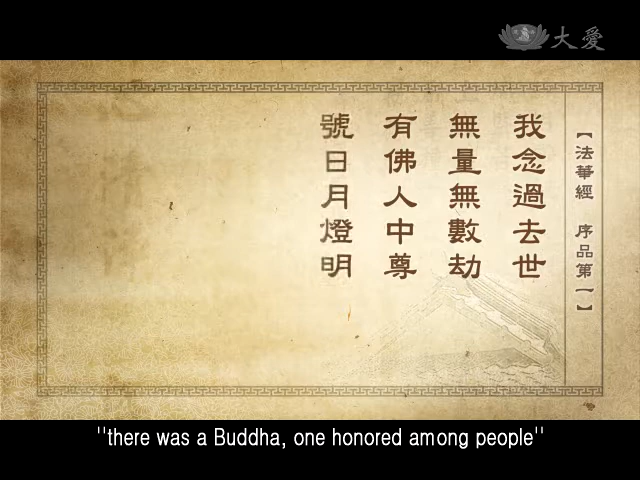 大愛
【法華經 序品第一】
我念過去世
無量無數劫
有佛人中尊
號日月燈明
"there was a Buddha, one honored among people"